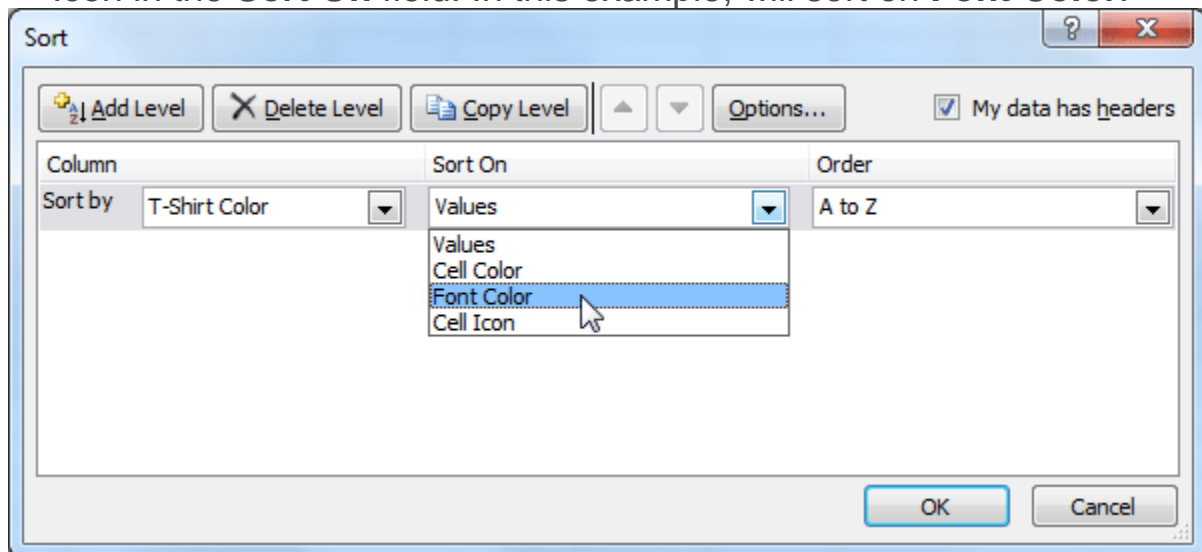 Sort
Add Level Delete Level Copy Level Options... My data has headers
Column Sort On Order
Sort by T-Shirt Color Values A to Z
Values
Cell Color
Font Color
Cell Icon
OK Cancel